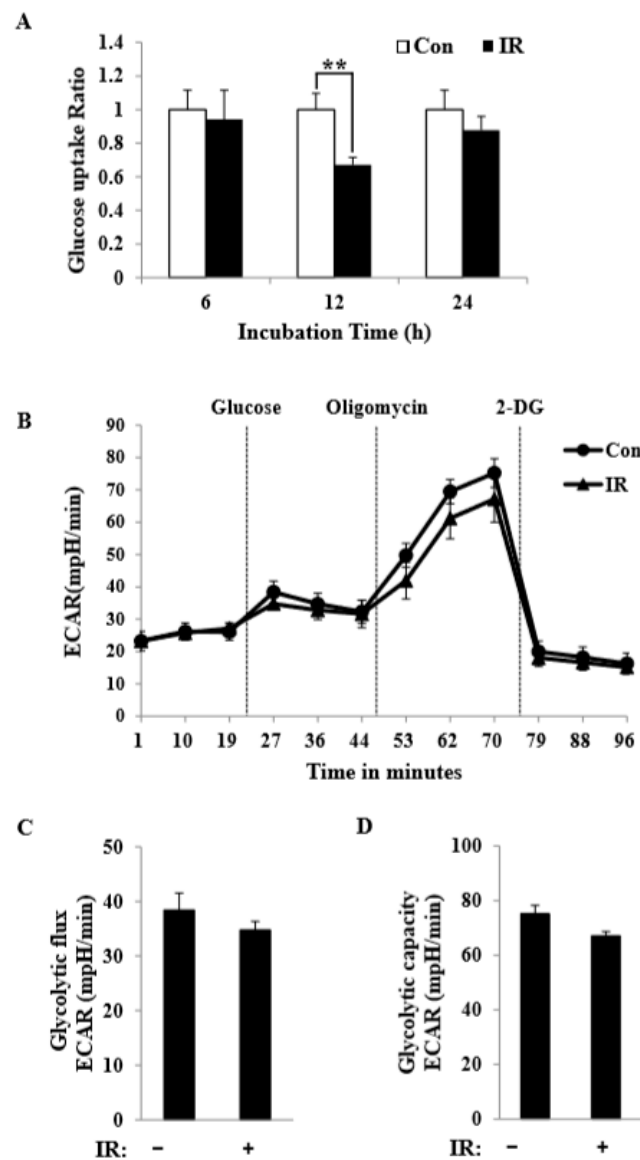 A
Con IR
1.4
1.2
1
0.8
0.6
0.4
0.2
0
**
Glucose uptake Ratio
6 12 24
Incubation Time (h)
B
Glucose Oligomycin 2-DG
90
80
70
60
50
40
30
20
10
0
ECAR(mpH/min)
Con
IR
1 10 19 27 36 44 53 62 70 79 88 96
Time in minutes
C
50
40
30
20
10
0
Glycolytic flux
ECAR (mpH/min)
IR: − +
D
100
80
60
40
20
0
Glycolytic capacity
ECAR (mpH/min)
IR: − +